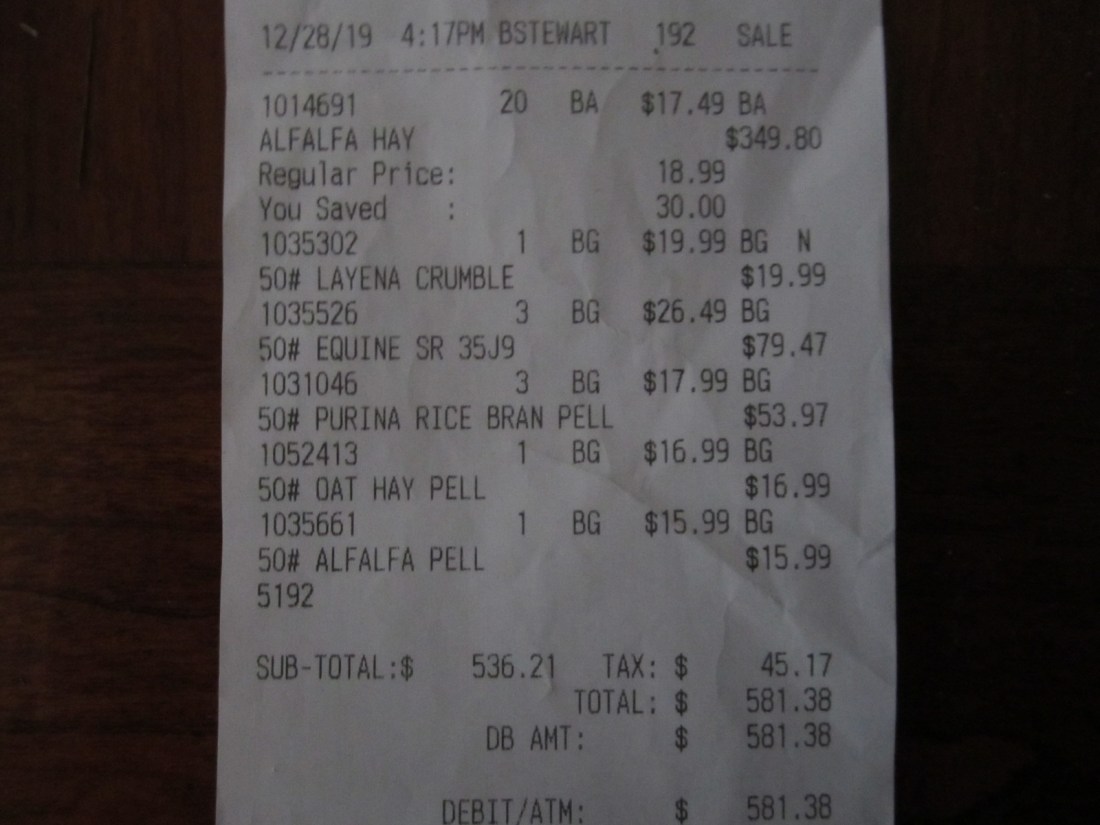 12/28/19 4:17PM BSTEWART 192 SALE
1014691 20 BA $17.49 BA
ALFALFA HAY $349.80
Regular Price: 18.99
You Saved : 30.00
1035302 1 BG $19.99 BG N
50# LAYENA CRUMBLE $19.99
1035526 3 BG $26.49 BG
50# EQUINE SR 35J9 $79.47
1031046 3 BG $17.99 BG
50# PURINA RICE BRAN PELL $53.97
1052413 1 BG $16.99 BG
50# OAT HAY PELL $16.99
1035661 1 BG $15.99 BG
50# ALFALFA PELL $15.99
5192
SUB-TOTAL:$ 536.21 TAX: $ 45.17
TOTAL: $ 581.38
DB AMT: $ 581.38
DEBIT/ATM: $ 581.38